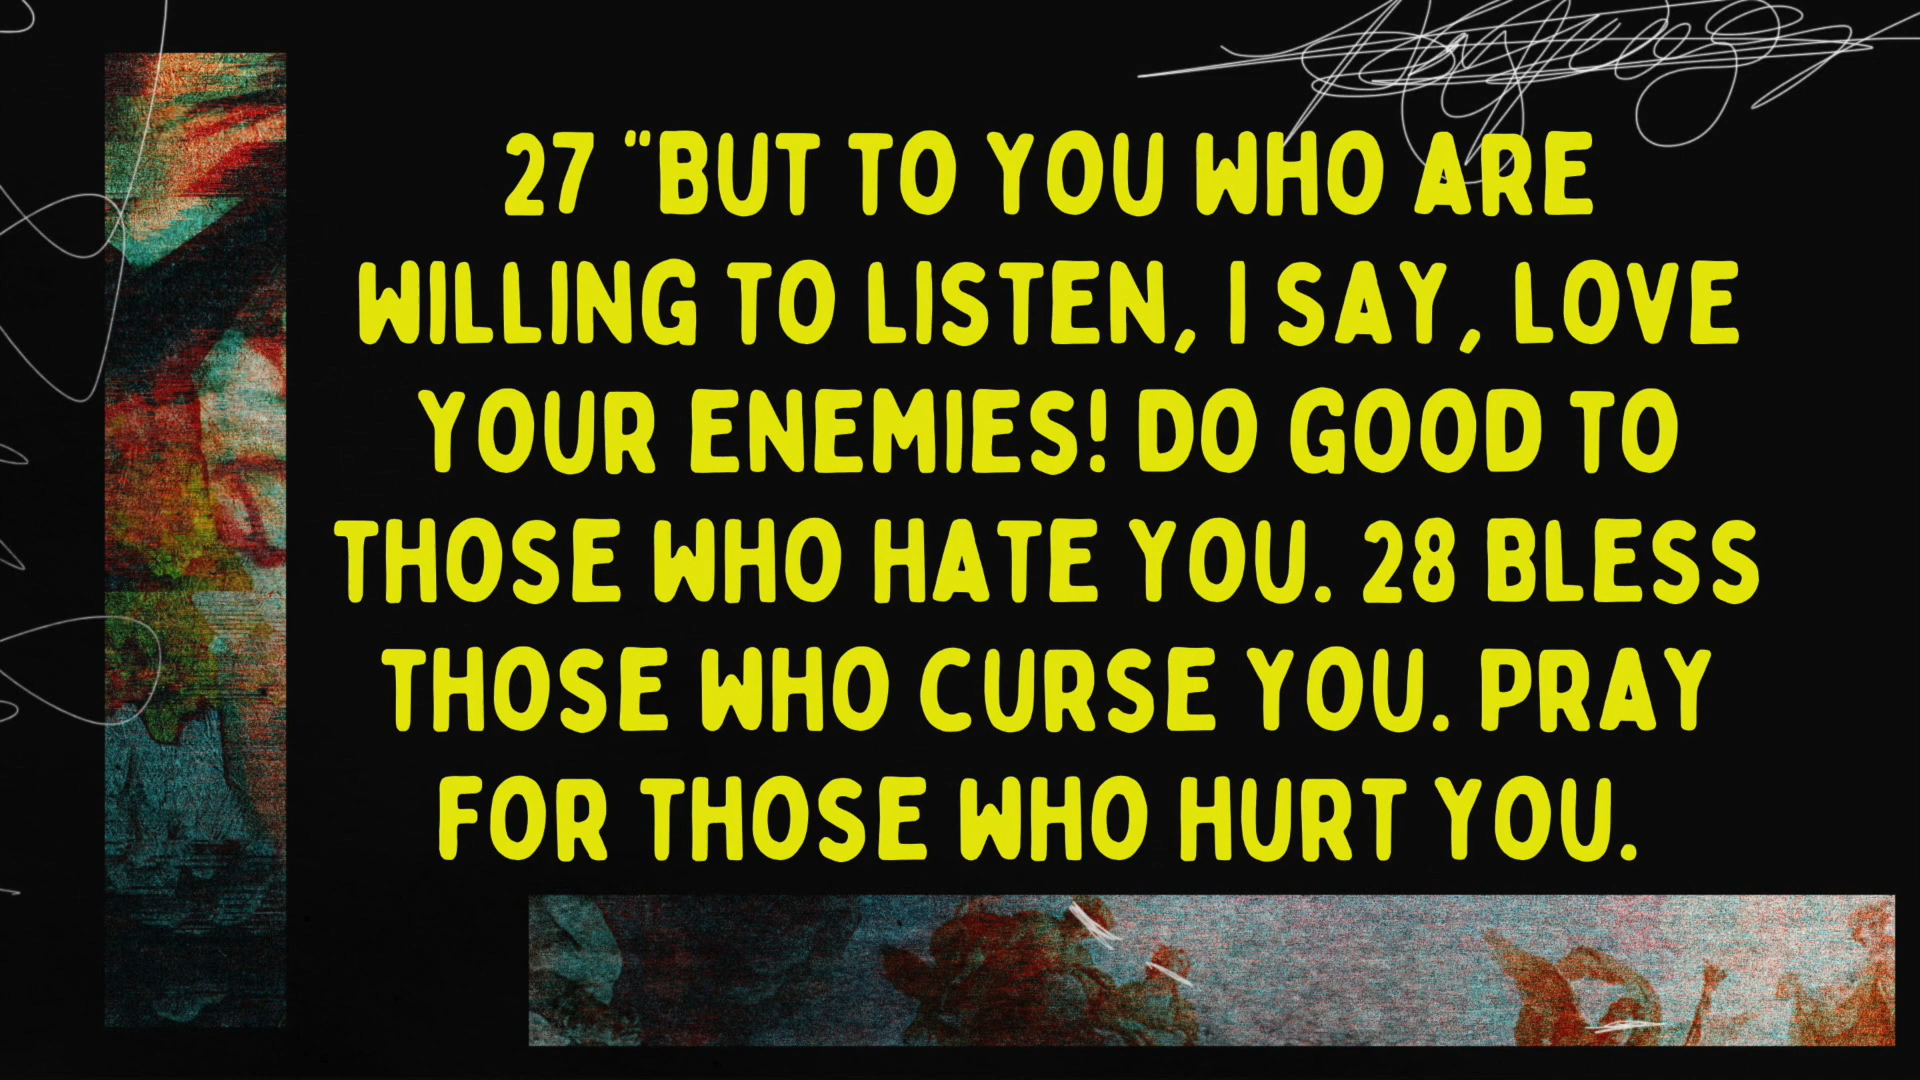 27 "BUT TO YOU WHO ARE
WILLING TO LISTEN, I SAY, LOVE
YOUR ENEMIES! DO GOOD TO
THOSE WHO HATE YOU. 28 BLESS
THOSE WHO CURSE YOU. PRAY
FOR THOSE WHO HURT YOU.